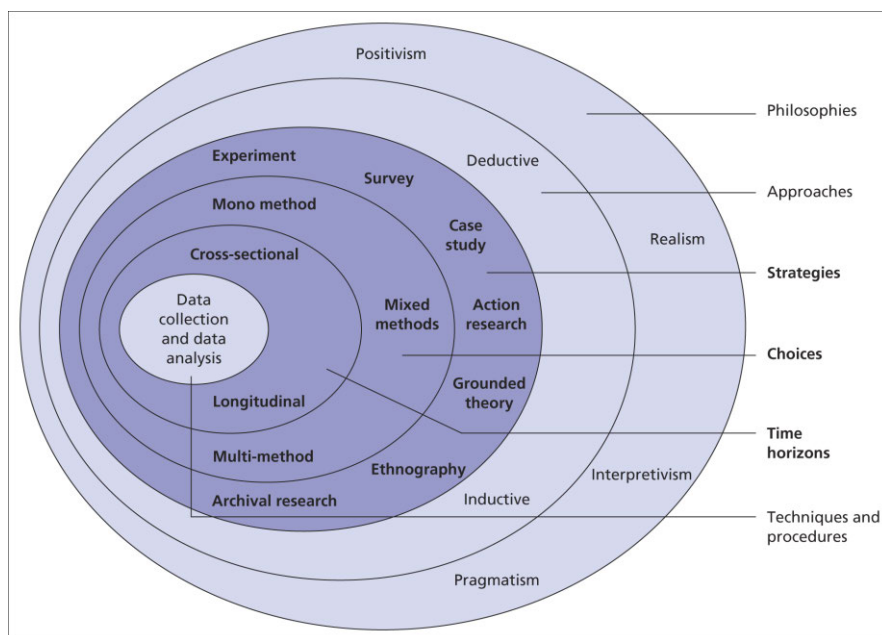 Positivism
Philosophies
Experiment
Survey
Deductive
Approaches
Mono method
Case
study
Realism
Cross-sectional
Strategies
Data
collection
and data
analysis
Mixed
methods
Action
research
Choices
Longitudinal
Grounded
theory
Time
horizons
Multi-method
Ethnography
Interpretivism
Archival research
Inductive
Techniques and
procedures
Pragmatism